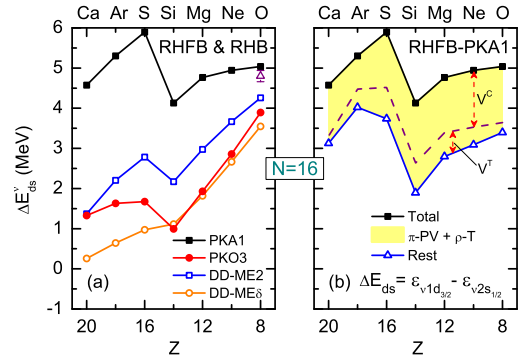 Ca Ar S Si Mg Ne O
Ca Ar S Si Mg Ne O
RHFB & RHB
RHFB-PKA1
6
5
4
3
2
1
0
-1
ΔE^ν_ds (MeV)
N=16
V^C
V^T
PKA1
PKO3
DD-ME2
DD-MEδ
(a)
Total
π-PV + ρ-T
Rest
(b) ΔE_ds = ε_ν1d_3/2 - ε_ν2s_1/2
20 16 12 8
20 16 12 8
Z
Z